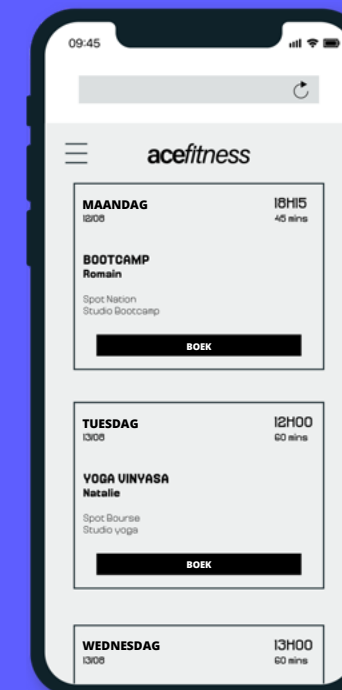 09:45
acefitness
MAANDAG 18H15
12/08 45 mins
BOOTCAMP
Romain
Spot Nation
Studio Bootcamp
BOEK
TUESDAG 12H00
13/08 60 mins
YOGA VINYASA
Natalie
Spot Bourse
Studio yoga
BOEK
WEDNESDAG 13H00
13/08 60 mins